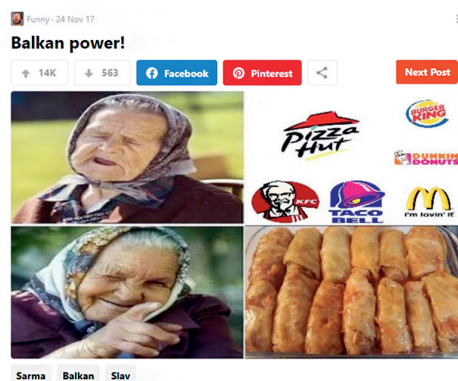 Funny - 24 Nov 17
Balkan power!
14K
563
Facebook
Pinterest
Next Post
Pizza
Hut
BURGER
KING
DUNKIN'
DONUTS
KFC
TACO
BELL
i'm lovin' it
Sarma
Balkan
Slav